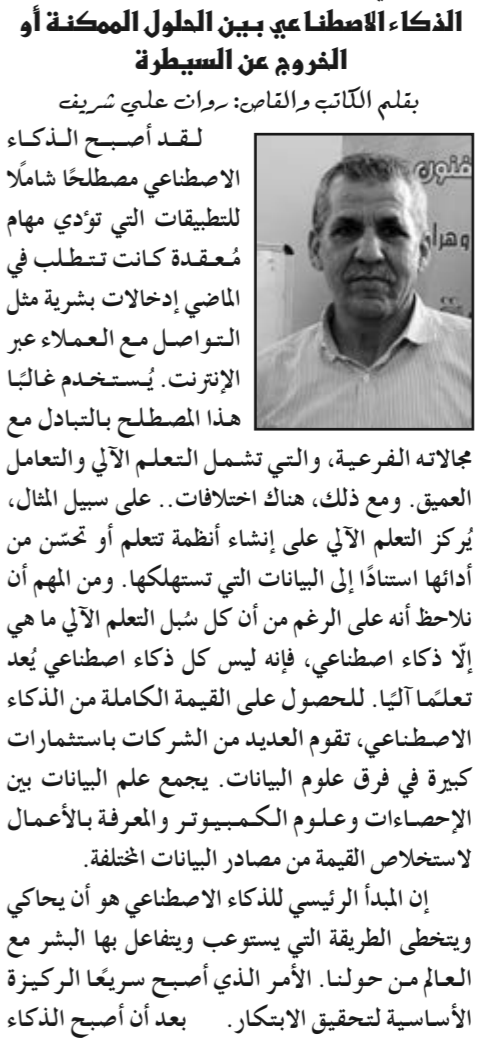 الذكاء الاصطناعي بين الحلول الممكنة أو
الخروج عن السيطرة
بقلم الكاتب والقاص: روان علي شريف
فنون
وهرا
لقد أصبح الذكاء
الاصطناعي مصطلحًا شاملًا
للتطبيقات التي تؤدي مهام
مُعقدة كانت تتطلب في
الماضي إدخالات بشرية مثل
التواصل مع العملاء عبر
الإنترنت. يُستخدم غالبًا
هذا المصطلح بالتبادل مع
مجالاته الفرعية، والتي تشمل التعلم الآلي والتعامل
العميق. ومع ذلك، هناك اختلافات.. على سبيل المثال،
يُركز التعلم الآلي على إنشاء أنظمة تتعلم أو تحسّن من
أدائها استنادًا إلى البيانات التي تستهلكها. ومن المهم أن
نلاحظ أنه على الرغم من أن كل سُبل التعلم الآلي ما هي
إلّا ذكاء اصطناعي، فإنه ليس كل ذكاء اصطناعي يُعد
تعلمًا آليًا. للحصول على القيمة الكاملة من الذكاء
الاصطناعي، تقوم العديد من الشركات باستثمارات
كبيرة في فرق علوم البيانات. يجمع علم البيانات بين
الإحصاءات وعلوم الكمبيوتر والمعرفة بالأعمال
لاستخلاص القيمة من مصادر البيانات المختلفة.
إن المبدأ الرئيسي للذكاء الاصطناعي هو أن يحاكي
ويتخطى الطريقة التي يستوعب ويتفاعل بها البشر مع
العالم من حولنا. الأمر الذي أصبح سريعًا الركيزة
الأساسية لتحقيق الابتكار. بعد أن أصبح الذكاء